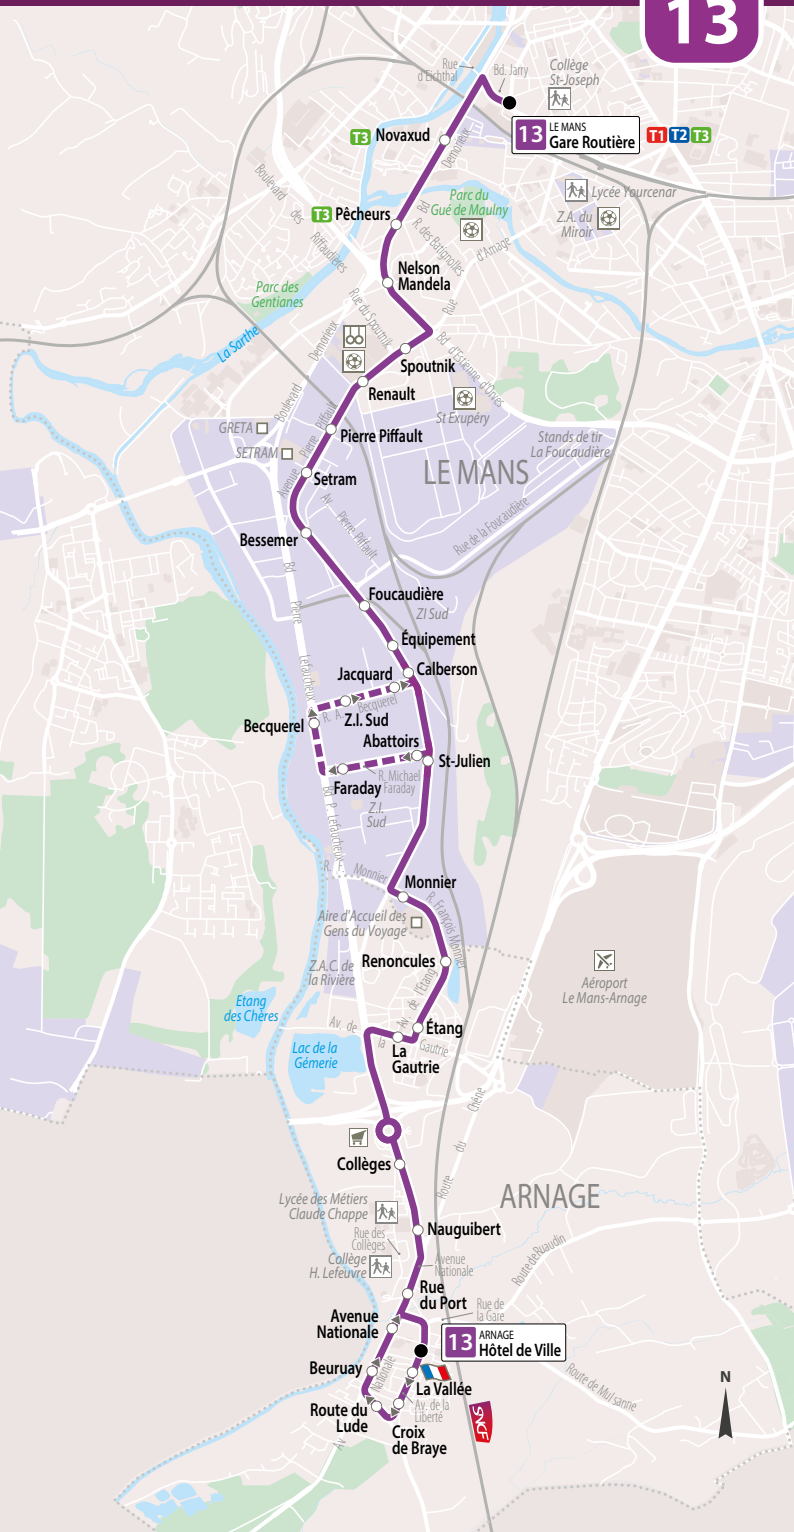 13
Rue
d'Eichthal
Bd. Jarry
Collège
St-Joseph
T3 Novaxud
Demorieux
13 LE MANS
Gare Routière
T1 T2 T3
Lycée Yourcenar
Z.A. du
Miroir
Boulevard
des
Riffaudières
T3 Pêcheurs
Bd
Parc du
Gué de Maulny
R. des Batignolles
d'Arnage
Rue
Nelson
Mandela
Parc des
Gentianes
La Sarthe
Rue du Spoutnik
Demorieux
Boulevard
Bd d'Estienne d'Orves
Spoutnik
Renault
St Exupéry
GRETA
SETRAM
Pierre Piffault
Avenue Pierre Piffault
Stands de tir
La Foucaudière
LE MANS
Setram
Av Pierre Piffault
Rue de la Foucaudière
Bessemer
Bd Pierre Lefaucheux
Foucaudière
ZI Sud
Équipement
Calberson
Jacquard
R. A. Becquerel
Becquerel
Z.I. Sud
Abattoirs
St-Julien
R. Michael
Faraday
Faraday
Bd P. Lefaucheux
Z.I.
Sud
R. Monnier
Monnier
R. François Monnier
Aire d'Accueil des
Gens du Voyage
Renoncules
Z.A.C. de
la Rivière
Aéroport
Le Mans-Arnage
Etang
des Chères
Av. de l'Etang
Étang
Av. de la Gautrie
La
Gautrie
Lac de la
Gémerie
Route du Chêne
Collèges
ARNAGE
Lycée des Métiers
Claude Chappe
Nauguibert
Rue des
Collèges
Collège
H. Lefeuvre
Avenue
Nationale
Route de Ruaudin
Rue
du Port
Rue de
la Gare
Avenue
Nationale
13 ARNAGE
Hôtel de Ville
Beuruay
Av Nationale
La Vallée
Av. de la
Liberté
Route de Mulsanne
Route du
Lude
Croix
de Braye
SNCF
N